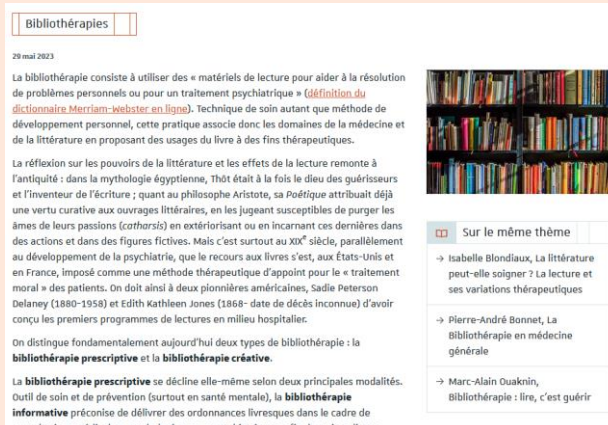 Bibliothérapies
29 mai 2023
La bibliothérapie consiste à utiliser des « matériels de lecture pour aider à la résolution
de problèmes personnels ou pour un traitement psychiatrique » (définition du
dictionnaire Merriam-Webster en ligne). Technique de soin autant que méthode de
développement personnel, cette pratique associe donc les domaines de la médecine et
de la littérature en proposant des usages du livre à des fins thérapeutiques.
La réflexion sur les pouvoirs de la littérature et les effets de la lecture remonte à
l'antiquité : dans la mythologie égyptienne, Thôt était à la fois le dieu des guérisseurs
et l'inventeur de l'écriture ; quant au philosophe Aristote, sa Poétique attribuait déjà
une vertu curative aux ouvrages littéraires, en les jugeant susceptibles de purger les
âmes de leurs passions (catharsis) en extériorisant ou en incarnant ces dernières dans
des actions et dans des figures fictives. Mais c'est surtout au XIXe siècle, parallèlement
au développement de la psychiatrie, que le recours aux livres s'est, aux États-Unis et
en France, imposé comme une méthode thérapeutique d'appoint pour le « traitement
moral » des patients. On doit ainsi à deux pionnières américaines, Sadie Peterson
Delaney (1880-1958) et Edith Kathleen Jones (1868- date de décès inconnue) d'avoir
conçu les premiers programmes de lectures en milieu hospitalier.
On distingue fondamentalement aujourd'hui deux types de bibliothérapie : la
bibliothérapie prescriptive et la bibliothérapie créative.
La bibliothérapie prescriptive se décline elle-même selon deux principales modalités.
Outil de soin et de prévention (surtout en santé mentale), la bibliothérapie
informative préconise de délivrer des ordonnances livresques dans le cadre de
Sur le même thème
→ Isabelle Blondiaux, La littérature
peut-elle soigner ? La lecture et
ses variations thérapeutiques
→ Pierre-André Bonnet, La
Bibliothérapie en médecine
générale
→ Marc-Alain Ouaknin,
Bibliothérapie : lire, c'est guérir